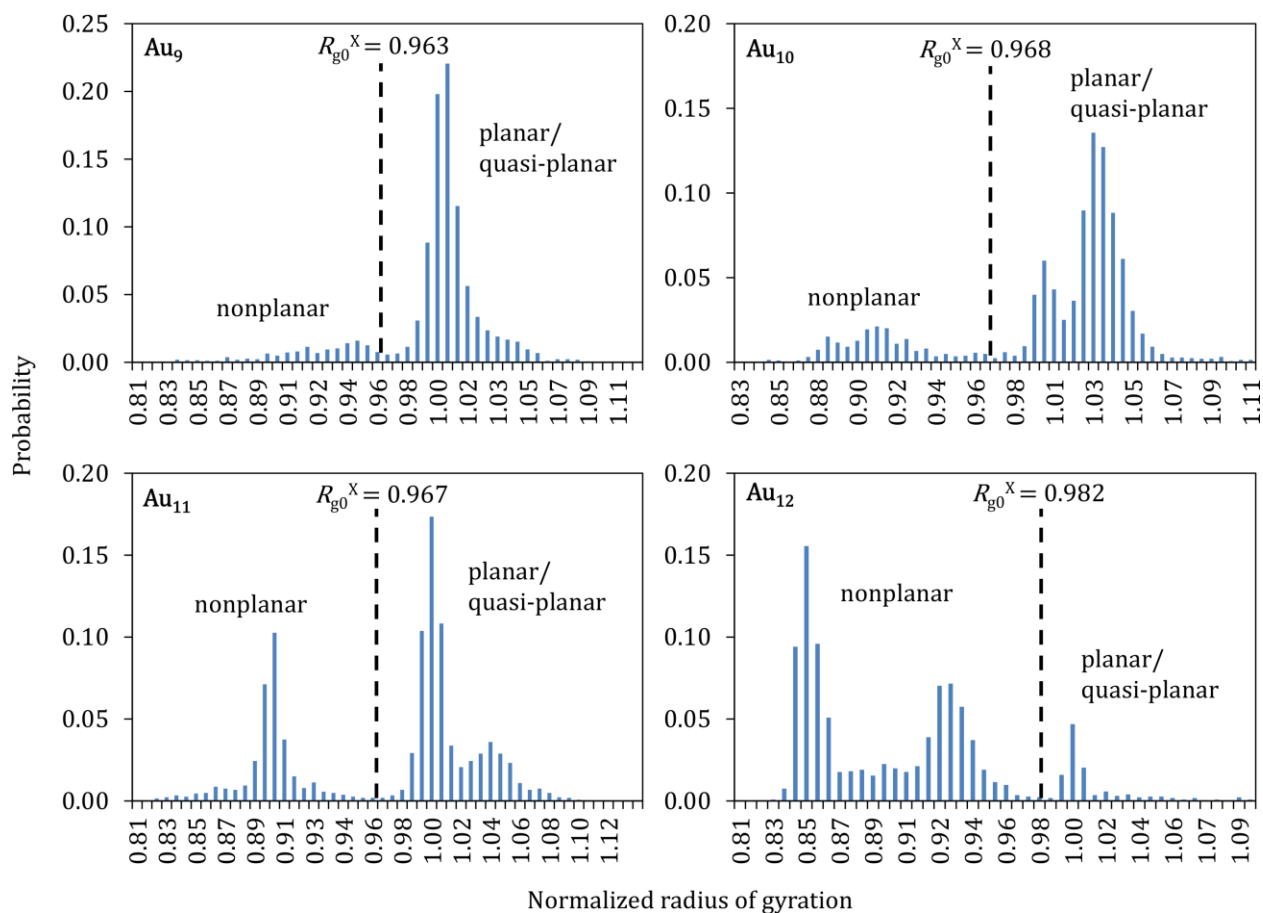 Probability
Au₉
R_g0^X = 0.963
nonplanar
planar/
quasi-planar
0.25
0.20
0.15
0.10
0.05
0.00
0.81 0.83 0.85 0.87 0.89 0.91 0.92 0.94 0.96 0.98 1.00 1.02 1.03 1.05 1.07 1.09 1.11
Au₁₀
R_g0^X = 0.968
planar/
quasi-planar
nonplanar
0.20
0.15
0.10
0.05
0.00
0.83 0.85 0.88 0.90 0.92 0.94 0.96 0.98 1.01 1.03 1.05 1.07 1.09 1.11
Au₁₁
R_g0^X = 0.967
nonplanar
planar/
quasi-planar
0.20
0.15
0.10
0.05
0.00
0.81 0.83 0.85 0.87 0.89 0.91 0.93 0.94 0.96 0.98 1.00 1.02 1.04 1.06 1.08 1.10 1.12
Au₁₂
R_g0^X = 0.982
nonplanar
planar/
quasi-planar
0.20
0.15
0.10
0.05
0.00
0.81 0.83 0.85 0.87 0.89 0.91 0.92 0.94 0.96 0.98 1.00 1.02 1.04 1.06 1.07 1.09
Normalized radius of gyration